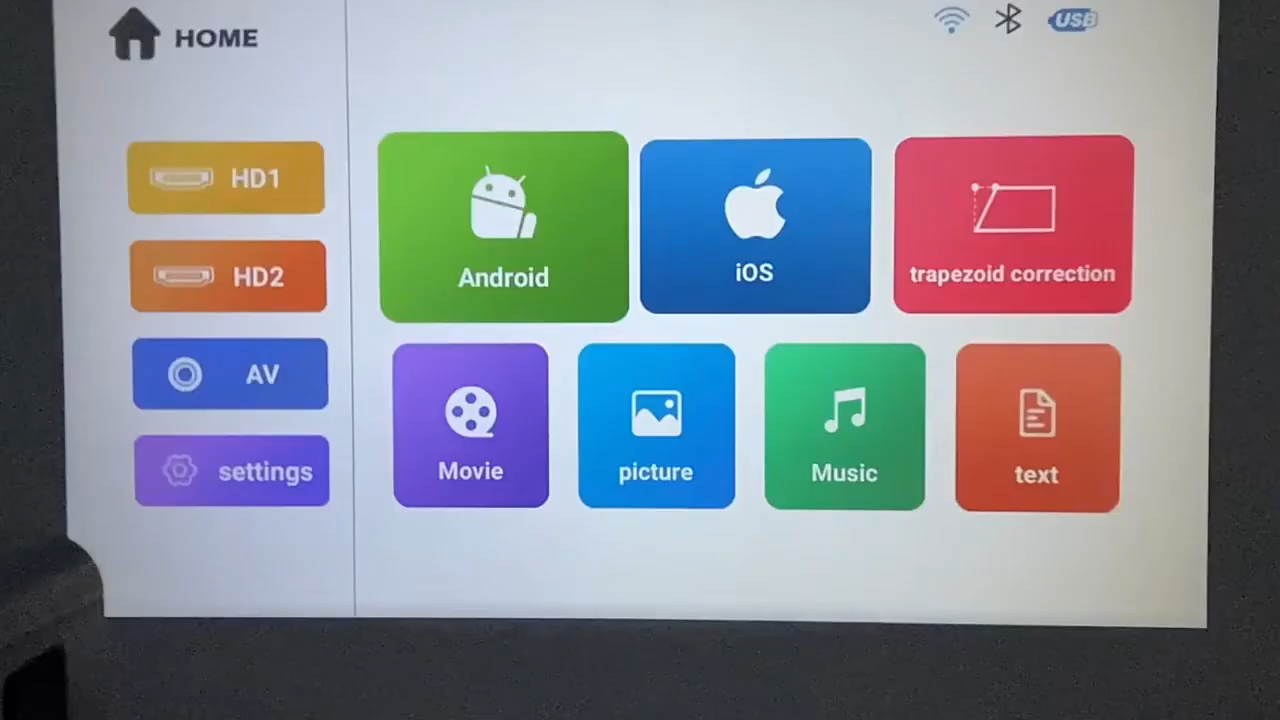 HOME
USB
HD1
HD2
AV
settings
Android
iOS
trapezoid correction
Movie
picture
Music
text